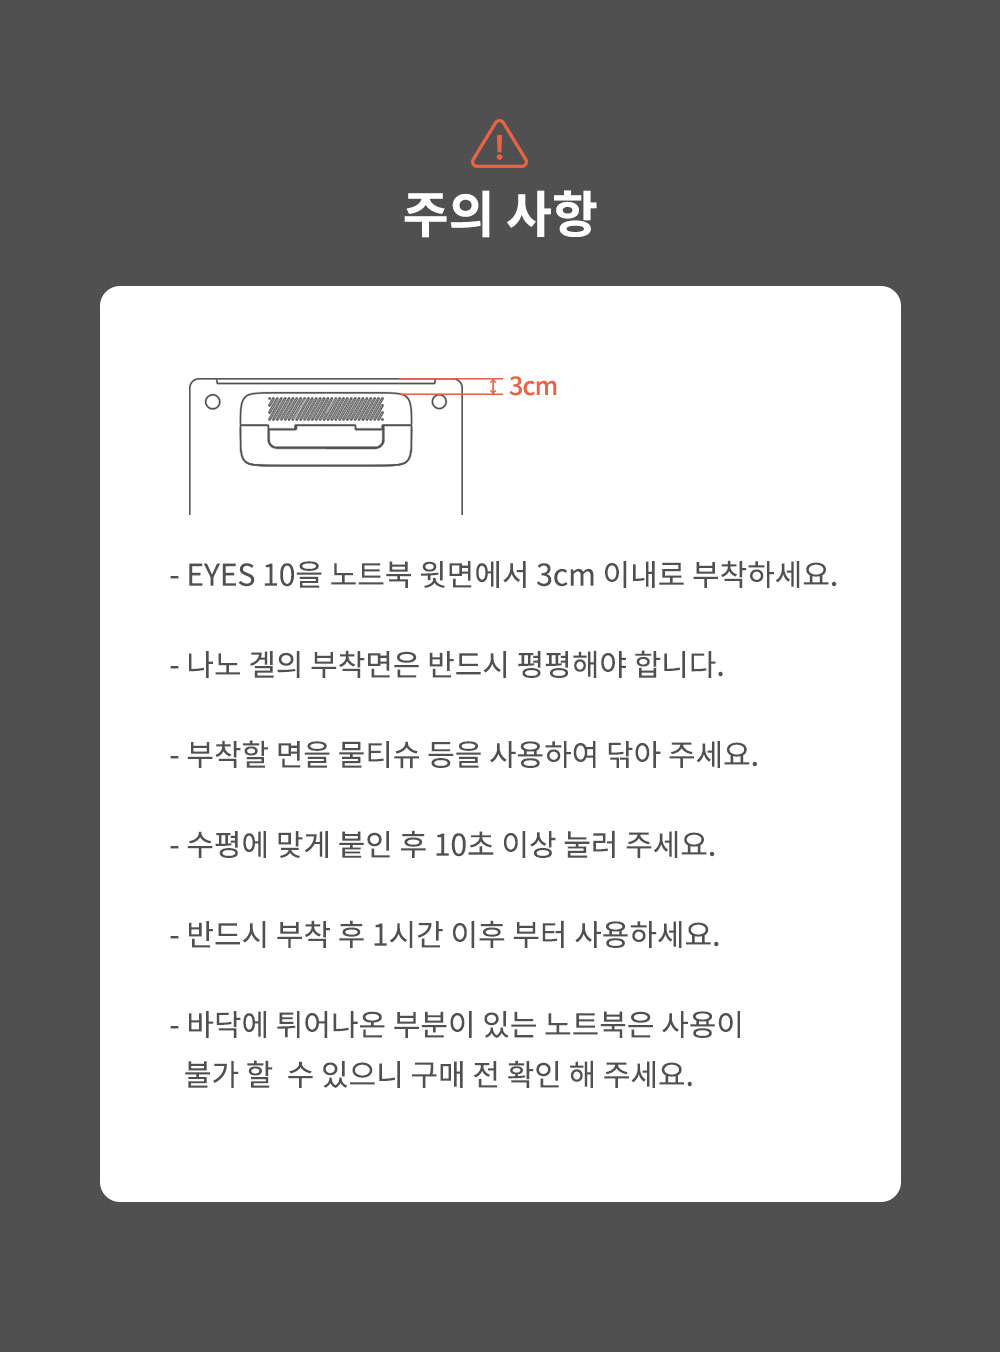 주의 사항
3cm
- EYES 10을 노트북 윗면에서 3cm 이내로 부착하세요.
- 나노 겔의 부착면은 반드시 평평해야 합니다.
- 부착할 면을 물티슈 등을 사용하여 닦아 주세요.
- 수평에 맞게 붙인 후 10초 이상 눌러 주세요.
- 반드시 부착 후 1시간 이후 부터 사용하세요.
- 바닥에 튀어나온 부분이 있는 노트북은 사용이
불가 할 수 있으니 구매 전 확인 해 주세요.